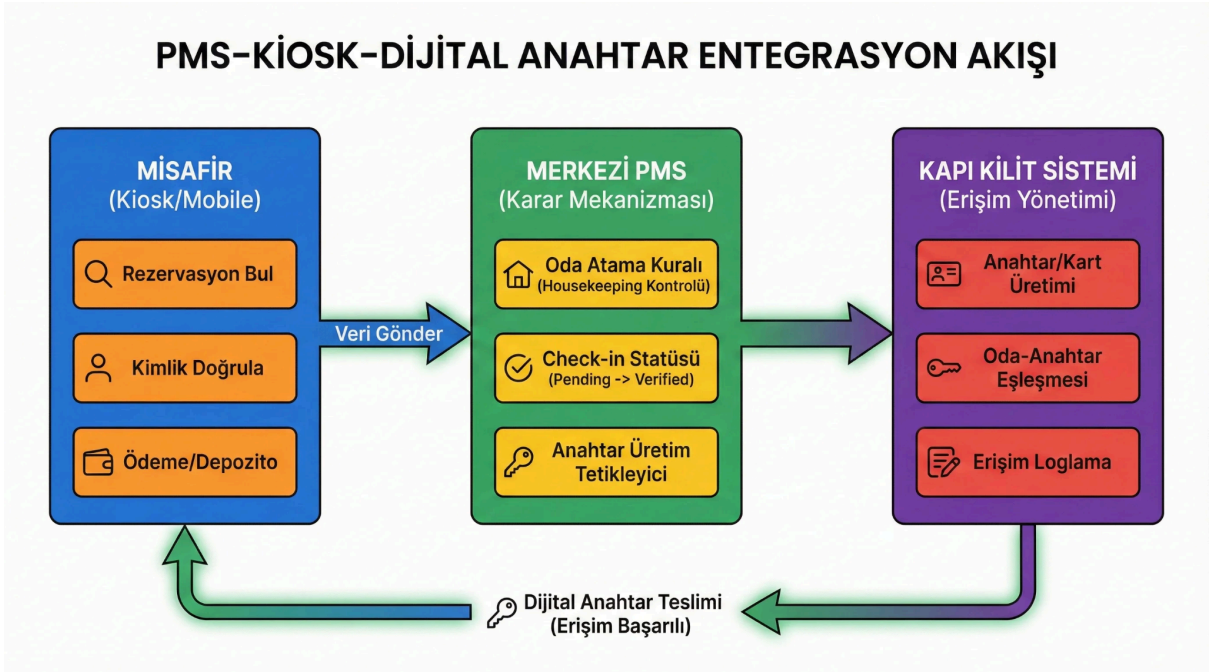 PMS-KİOSK-DİJİTAL ANAHTAR ENTEGRASYON AKIŞI
MİSAFİR
(Kiosk/Mobile)
Rezervasyon Bul
Kimlik Doğrula
Ödeme/Depozito
Veri Gönder
MERKEZİ PMS
(Karar Mekanizması)
Oda Atama Kuralı
(Housekeeping Kontrolü)
Check-in Statüsü
(Pending -> Verified)
Anahtar Üretim
Tetikleyici
KAPI KİLİT SİSTEMİ
(Erişim Yönetimi)
Anahtar/Kart
Üretimi
Oda-Anahtar
Eşleşmesi
Erişim Loglama
Dijital Anahtar Teslimi
(Erişim Başarılı)